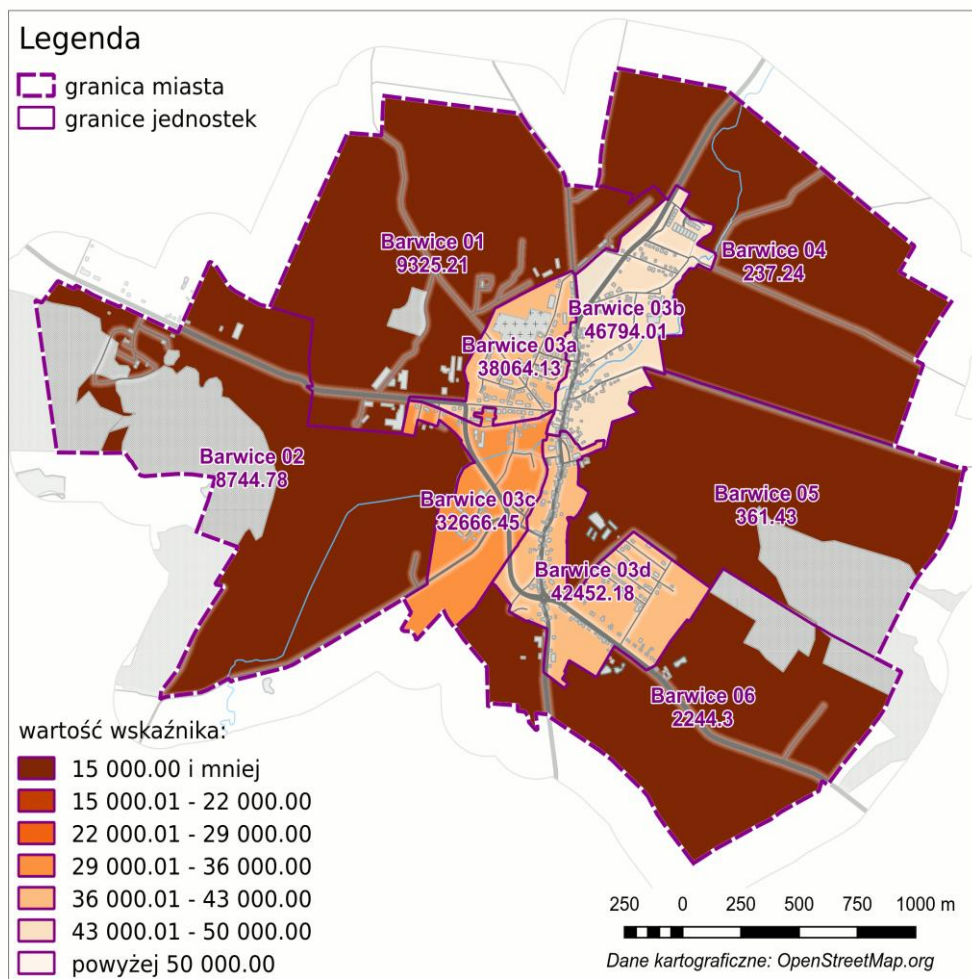 Legenda
granica miasta
granice jednostek
Barwice 01
9325.21
Barwice 04
237.24
Barwice 03b
46794.01
Barwice 03a
38064.13
Barwice 02
8744.78
Barwice 03c
32666.45
Barwice 05
361.43
Barwice 03d
42452.18
Barwice 06
2244.3
wartość wskaźnika:
15 000.00 i mniej
15 000.01 - 22 000.00
22 000.01 - 29 000.00
29 000.01 - 36 000.00
36 000.01 - 43 000.00
43 000.01 - 50 000.00
powyżej 50 000.00
250 0 250 500 750 1000 m
Dane kartograficzne: OpenStreetMap.org